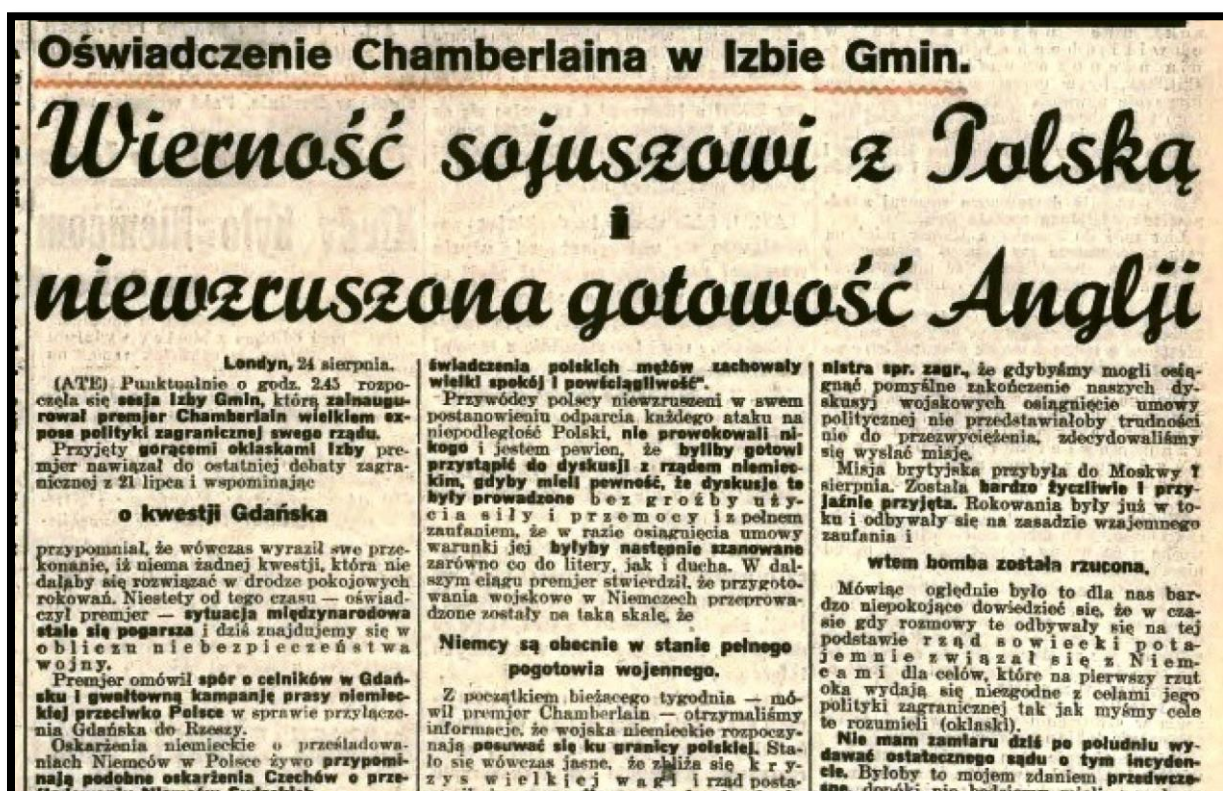 Oświadczenie Chamberlaina w Izbie Gmin.
Wierność sojuszowi z Polską
i
niewzruszona gotowość Anglji
Londyn, 24 sierpnia.
(ATE) Punktualnie o godz. 2.45 rozpo-
częła się sesja Izby Gmin, którą zainaugu-
rował premjer Chamberlain wielkiem ex-
pose polityki zagranicznej swego rządu.
Przyjęty gorącemi oklaskami Izby pre-
mjer nawiązał do ostatniej debaty zagra-
nicznej z 21 lipca i wspominając
o kwestji Gdańska
przypomniał, że wówczas wyraził swe prze-
konanie, iż niema żadnej kwestji, która nie
dałaby się rozwiązać w drodze pokojowych
rokowań. Niestety od tego czasu — oświad-
czył premjer — sytuacja międzynarodowa
stale się pogarsza i dziś znajdujemy się w
obliczu niebezpieczeństwa
wojny.
Premjer omówił spór o celników w Gdań-
sku i gwałtowną kampanję prasy niemiec-
kiej przeciwko Polsce w sprawie przyłącze-
nia Gdańska do Rzeszy.
Oskarżenia niemieckie o prześladowa-
niach Niemców w Polsce żywo przypomi-
nają podobne oskarżenia Czechów o prze-
świadczenia polskich mężów zachowały
wielki spokój i powściągliwość".
Przywódcy polscy niewzruszeni w swem
postanowieniu odparcia każdego ataku na
niepodległość Polski, nie prowokowali ni-
kogo i jestem pewien, że byliby gotowi
przystąpić do dyskusji z rządem niemiec-
kim, gdyby mieli pewność, że dyskusje te
były prowadzone bez groźby uży-
cia siły i przemocy i z pełnem
zaufaniem, że w razie osiągnięcia umowy
warunki jej byłyby następnie szanowane
zarówno co do litery, jak i ducha. W dal-
szym ciągu premjer stwierdził, że przygoto-
wania wojskowe w Niemczech przeprowa-
dzone zostały na taką skalę, że
Niemcy są obecnie w stanie pełnego
pogotowia wojennego.
Z początkiem bieżącego tygodnia — mó-
wił premjer Chamberlain — otrzymaliśmy
informacje, że wojska niemieckie rozpoczy-
nają posuwać się ku granicy polskiej. Sta-
ło się wówczas jasne, że zbliża się kry-
zys wielkiej wagi i rząd posta-
nistra spr. zagr., że gdybyśmy mogli osią-
gnąć pomyślne zakończenie naszych dy-
skusyj wojskowych osiągnięcie umowy
politycznej nie przedstawiałoby trudności
nie do przezwyciężenia, zdecydowaliśmy
się wysłać misję.
Misja brytyjska przybyła do Moskwy
sierpnia. Została bardzo życzliwie i przy-
jaźnie przyjęta. Rokowania były już w to-
ku i odbywały się na zasadzie wzajemnego
zaufania i
wtem bomba została rzucona.
Mówiąc oględnie było to dla nas bar-
dzo niepokojące dowiedzieć się, że w cza-
sie gdy rozmowy te odbywały się na tej
podstawie rząd sowiecki pota-
jemnie związał się z Niem-
cami dla celów, które na pierwszy rzut
oka wydają się niezgodne z celami jego
polityki zagranicznej tak jak myśmy cele
te rozumieli (oklaski).
Nie mam zamiaru dziś po południu wy-
dawać ostatecznego sądu o tym incyden-
cie. Byłoby to mojem zdaniem przedwcze-